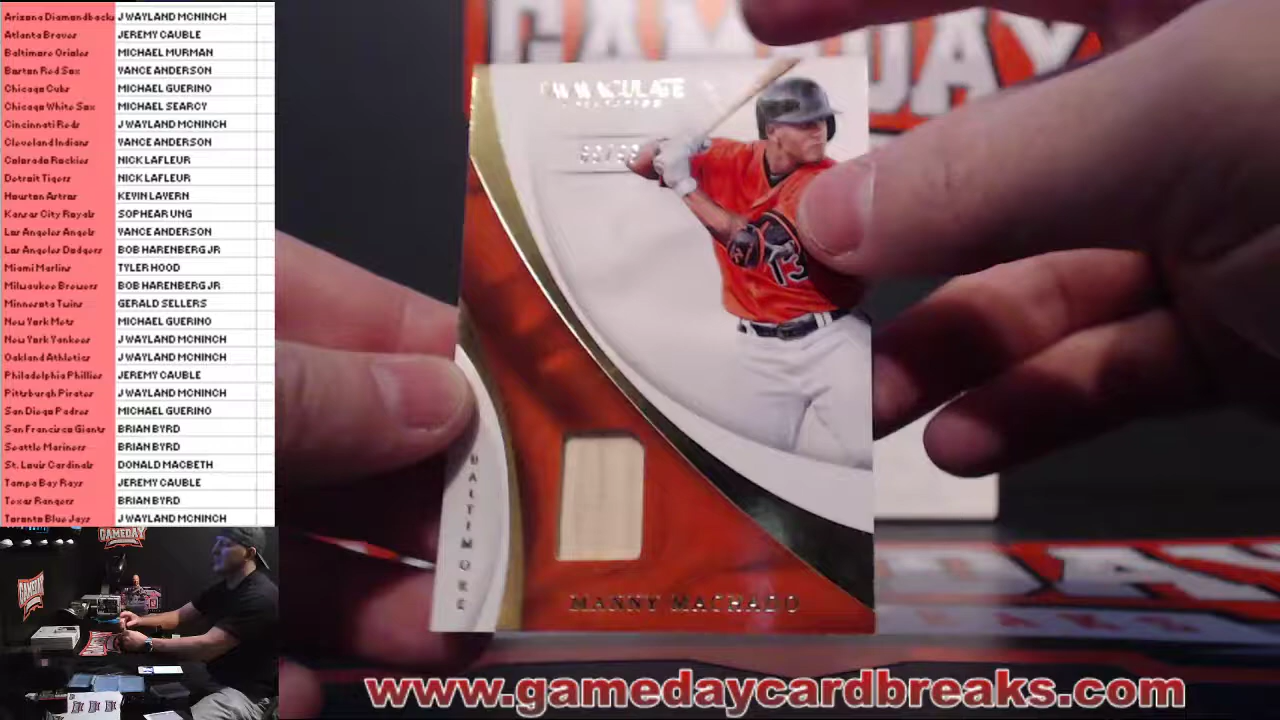 Arizona Diamondbacks J WAYLAND MCNINCH
Atlanta Braves JEREMY CAUBLE
Baltimore Orioles MICHAEL MURMAN
Boston Red Sox VANCE ANDERSON
Chicago Cubs MICHAEL GUERINO
Chicago White Sox MICHAEL SEARCY
Cincinnati Reds J WAYLAND MCNINCH
Cleveland Indians VANCE ANDERSON
Colorado Rockies NICK LAFLEUR
Detroit Tigers NICK LAFLEUR
Houston Astros KEVIN LAVERN
Kansas City Royals SOPHEAR UNG
Los Angeles Angels VANCE ANDERSON
Los Angeles Dodgers BOB HARENBERG JR
Miami Marlins TYLER HOOD
Milwaukee Brewers BOB HARENBERG JR
Minnesota Twins GERALD SELLERS
New York Mets MICHAEL GUERINO
New York Yankees J WAYLAND MCNINCH
Oakland Athletics J WAYLAND MCNINCH
Philadelphia Phillies JEREMY CAUBLE
Pittsburgh Pirates J WAYLAND MCNINCH
San Diego Padres MICHAEL GUERINO
San Francisco Giants BRIAN BYRD
Seattle Mariners BRIAN BYRD
St. Louis Cardinals DONALD MACBETH
Tampa Bay Rays JEREMY CAUBLE
Texas Rangers BRIAN BYRD
Toronto Blue Jays J WAYLAND MCNINCH
GAMEDAY
IMMACULATE
COLLECTION
13
BALTIMORE
MANNY MACHADO
GAMEDAY
GAMEDAY
www.gamedaycardbreaks.com